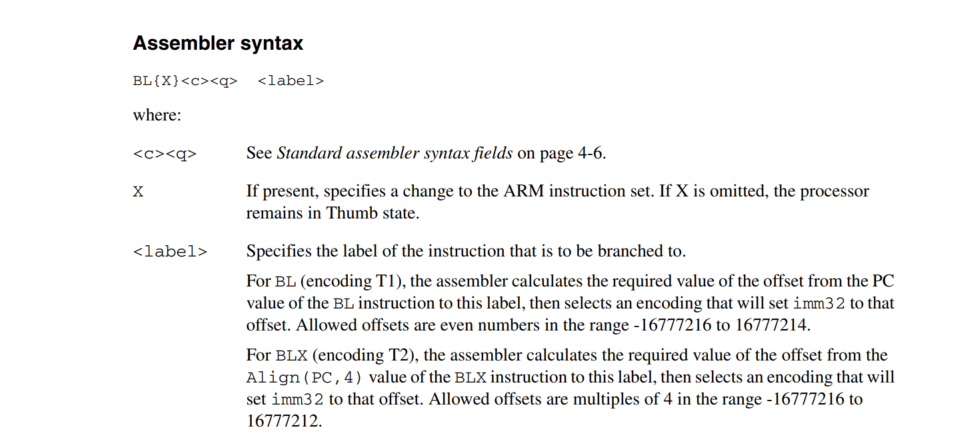 Assembler syntax
BL{X}<c><q> <label>
where:
<c><q> See Standard assembler syntax fields on page 4-6.
X If present, specifies a change to the ARM instruction set. If X is omitted, the processor
remains in Thumb state.
<label> Specifies the label of the instruction that is to be branched to.
For BL (encoding T1), the assembler calculates the required value of the offset from the PC
value of the BL instruction to this label, then selects an encoding that will set imm32 to that
offset. Allowed offsets are even numbers in the range -16777216 to 16777214.
For BLX (encoding T2), the assembler calculates the required value of the offset from the
Align(PC,4) value of the BLX instruction to this label, then selects an encoding that will
set imm32 to that offset. Allowed offsets are multiples of 4 in the range -16777216 to
16777212.